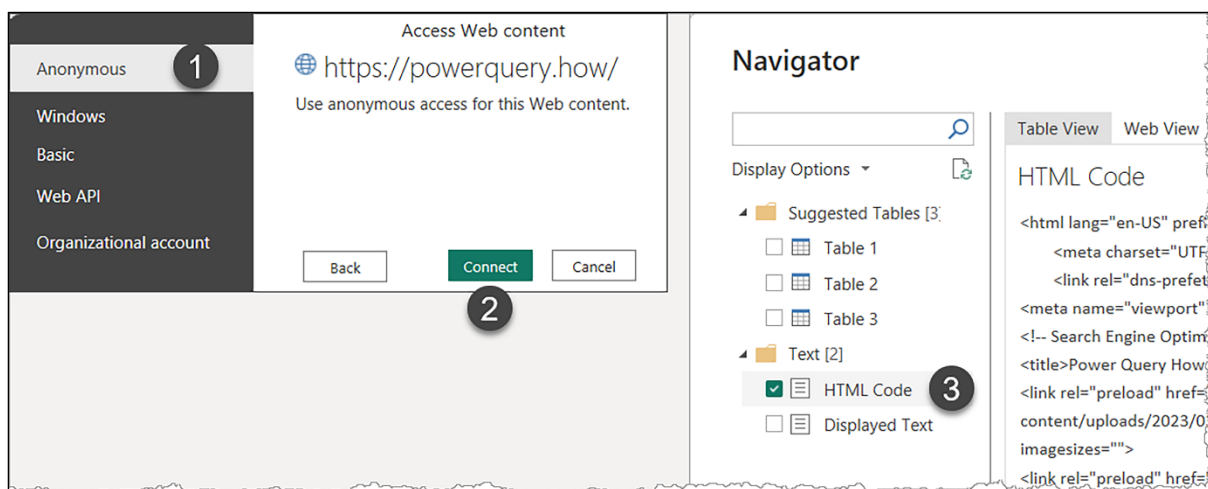 Access Web content
Anonymous
1
https://powerquery.how/
Use anonymous access for this Web content.
Windows
Basic
Web API
Organizational account
Back
Connect
Cancel
2
Navigator
Display Options
Suggested Tables [3]
Table 1
Table 2
Table 3
Text [2]
HTML Code
3
Displayed Text
Table View
Web View
HTML Code
<html lang="en-US" prefi
<meta charset="UTF
<link rel="dns-prefet
<meta name="viewport"
<!-- Search Engine Optim
<title>Power Query How
<link rel="preload" href=
content/uploads/2023/0
imagesizes="">
<link rel="preload" href=